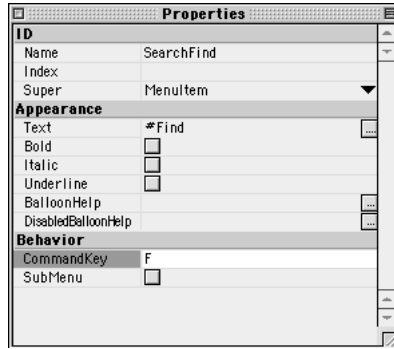 Properties
ID
Name SearchFind
Index
Super MenuItem
Appearance
Text #Find ...
Bold
Italic
Underline
BalloonHelp ...
DisabledBalloonHelp ...
Behavior
CommandKey F
SubMenu